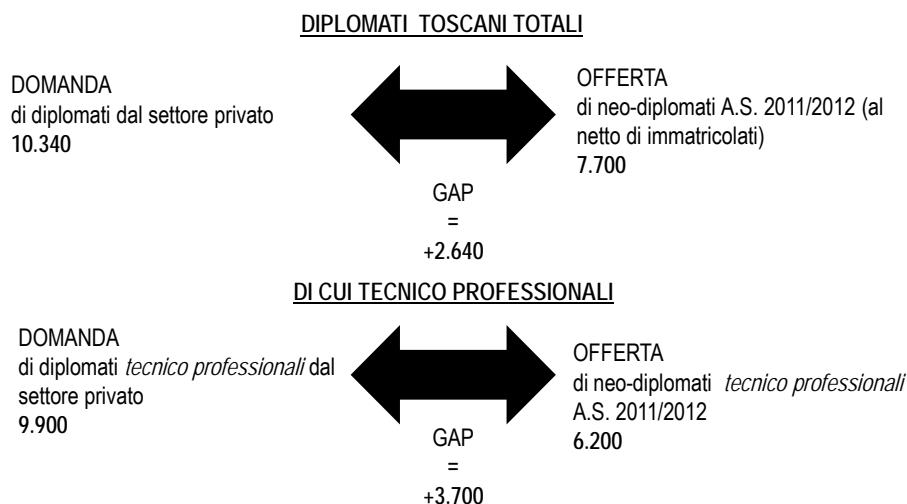 DIPLOMATI TOSCANI TOTALI
DOMANDA
di diplomati dal settore privato
10.340
OFFERTA
di neo-diplomati A.S. 2011/2012 (al
netto di immatricolati)
7.700
GAP
=
+2.640
DI CUI TECNICO PROFESSIONALI
DOMANDA
di diplomati tecnico professionali dal
settore privato
9.900
OFFERTA
di neo-diplomati tecnico professionali
A.S. 2011/2012
6.200
GAP
=
+3.700